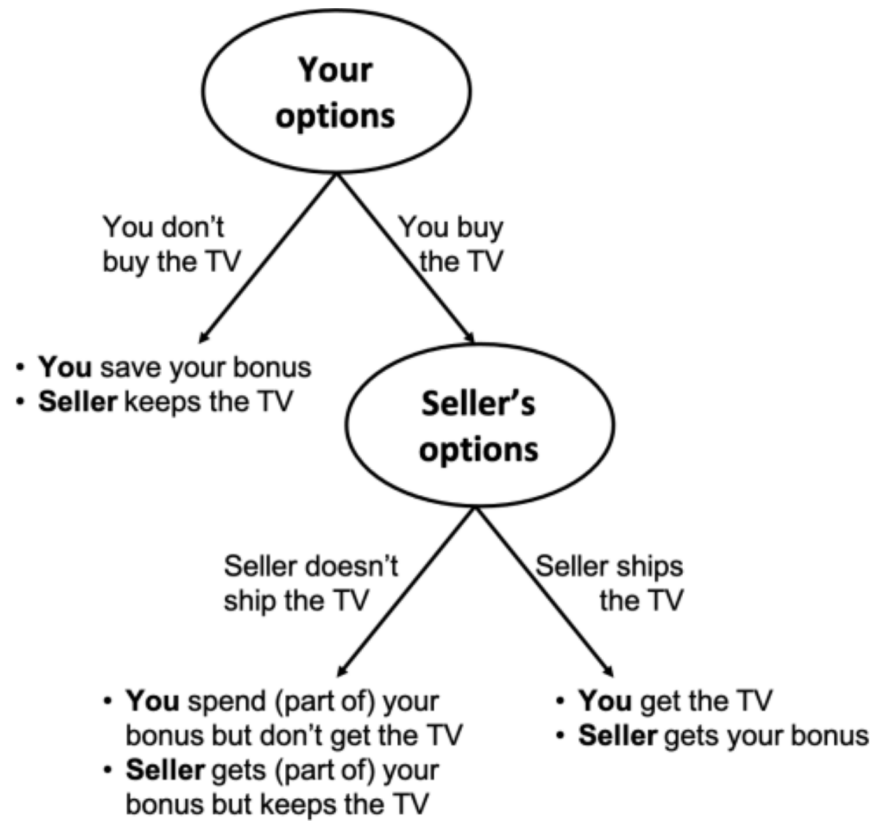 Your
options
You don't
buy the TV
You buy
the TV
• You save your bonus
• Seller keeps the TV
Seller's
options
Seller doesn't
ship the TV
Seller ships
the TV
• You spend (part of) your
bonus but don't get the TV
• Seller gets (part of) your
bonus but keeps the TV
• You get the TV
• Seller gets your bonus